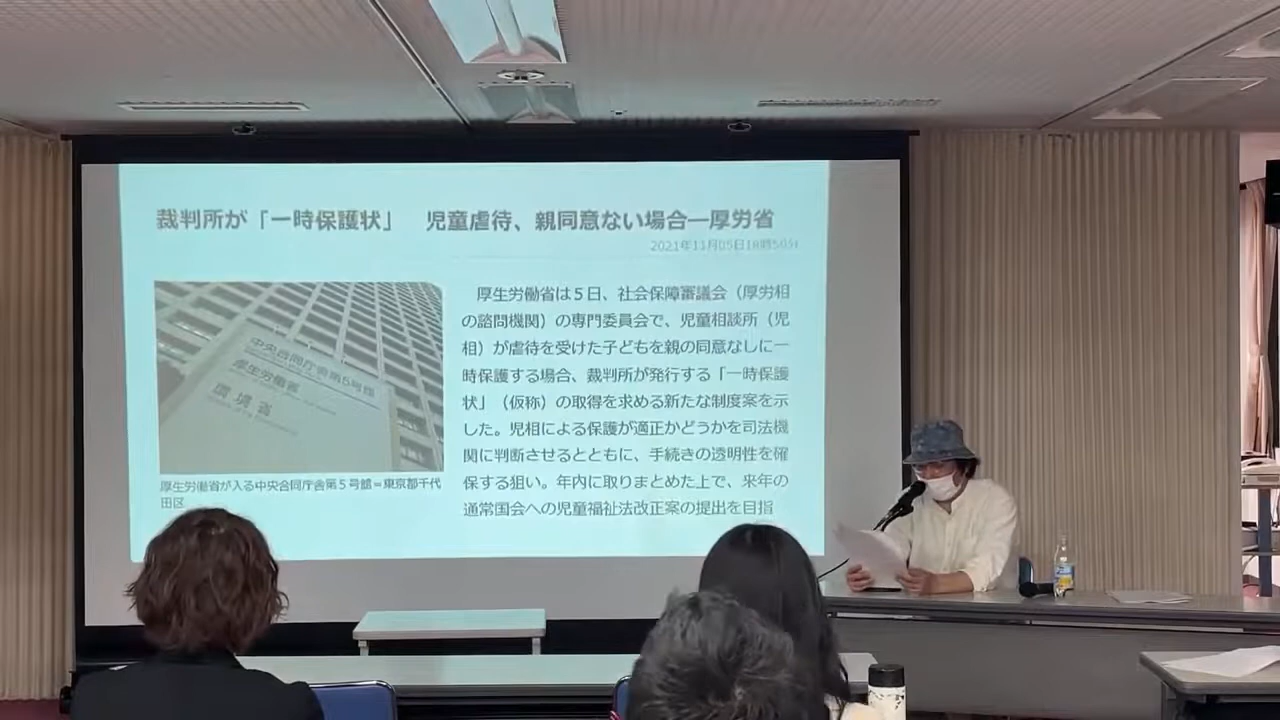 裁判所が「一時保護状」 児童虐待、親同意ない場合―厚労省
2021年11月05日18時50分
中央合同庁舎第5号館
厚生労働省
環境省
厚生労働省が入る中央合同庁舎第5号館＝東京都千代
田区
厚生労働省は5日、社会保障審議会（厚労相
の諮問機関）の専門委員会で、児童相談所（児
相）が虐待を受けた子どもを親の同意なしに一
時保護する場合、裁判所が発行する「一時保護
状」（仮称）の取得を求める新たな制度案を示
した。児相による保護が適正かどうかを司法機
関に判断させるとともに、手続きの透明性を確
保する狙い。年内に取りまとめた上で、来年の
通常国会への児童福祉法改正案の提出を目指